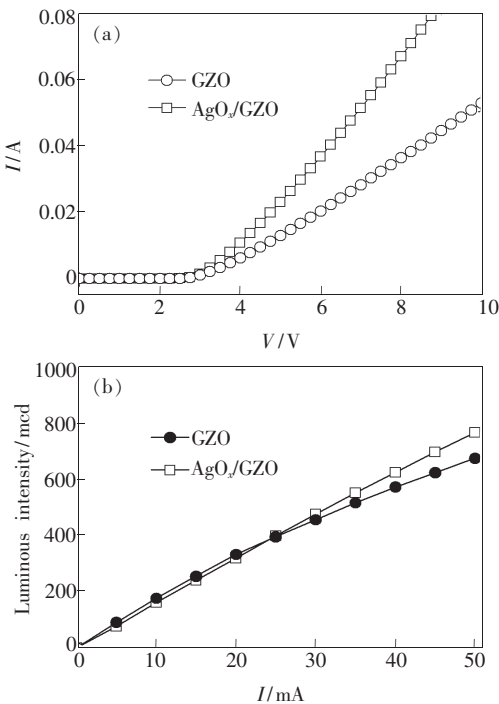 (a)
GZO
AgOₓ/GZO
0.08
0.06
0.04
0.02
0
I/A
0 2 4 6 8 10
V/V
(b)
GZO
AgOₓ/GZO
1000
800
600
400
200
0
Luminous intensity/mcd
0 10 20 30 40 50
I/mA